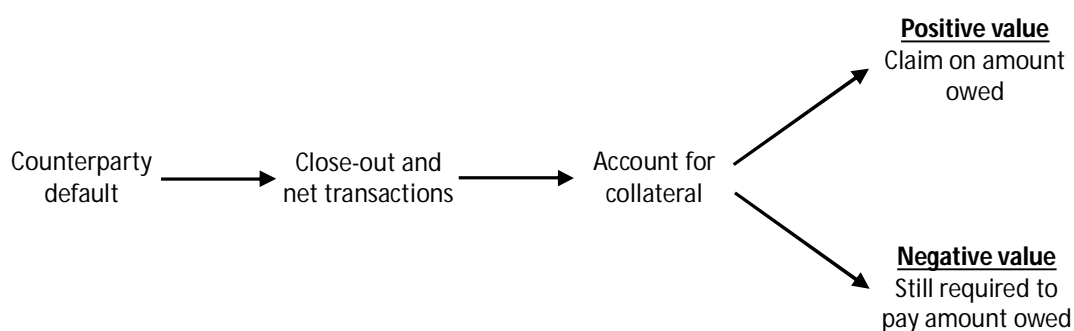 Positive value
Claim on amount
owed
Counterparty
default
Close-out and
net transactions
Account for
collateral
Negative value
Still required to
pay amount owed